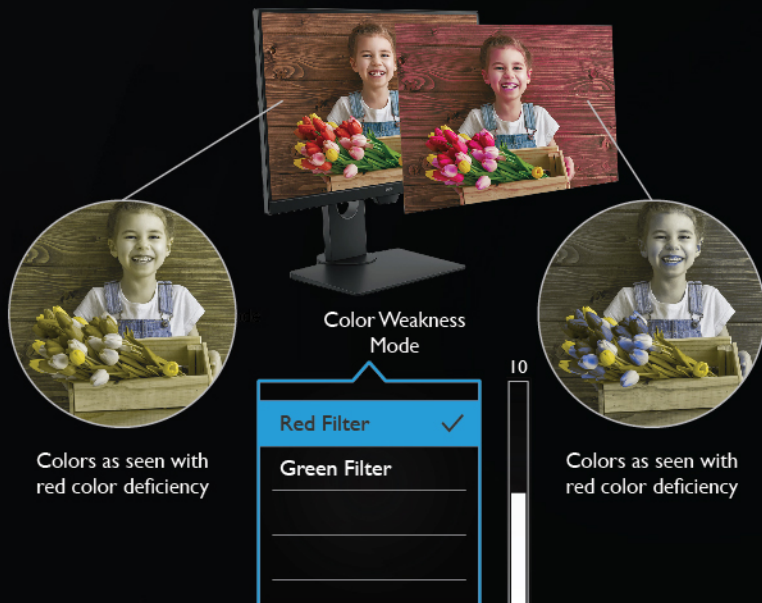 Color Weakness
Mode
10
Red Filter
Green Filter
Colors as seen with
red color deficiency
Colors as seen with
red color deficiency